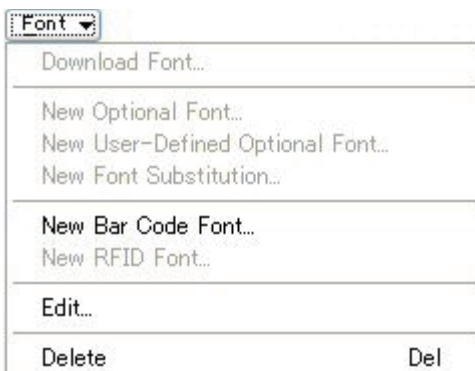 Font
Download Font...
New Optional Font...
New User-Defined Optional Font...
New Font Substitution...
New Bar Code Font...
New RFID Font...
Edit...
Delete Del